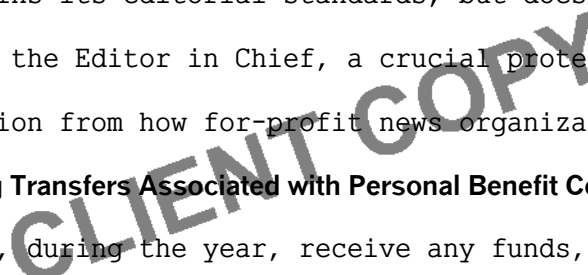 ns its editorial standards, but does
the Editor in Chief, a crucial prote
ion from how for-profit news organiza
g Transfers Associated with Personal Benefit Co
, during the year, receive any funds,
CLIENT COPY